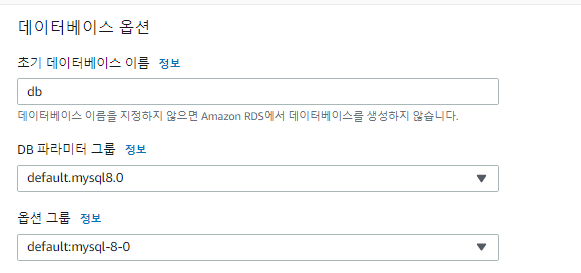 데이터베이스 옵션
초기 데이터베이스 이름 정보
db
데이터베이스 이름을 지정하지 않으면 Amazon RDS에서 데이터베이스를 생성하지 않습니다.
DB 파라미터 그룹 정보
default.mysql8.0
옵션 그룹 정보
default:mysql-8-0